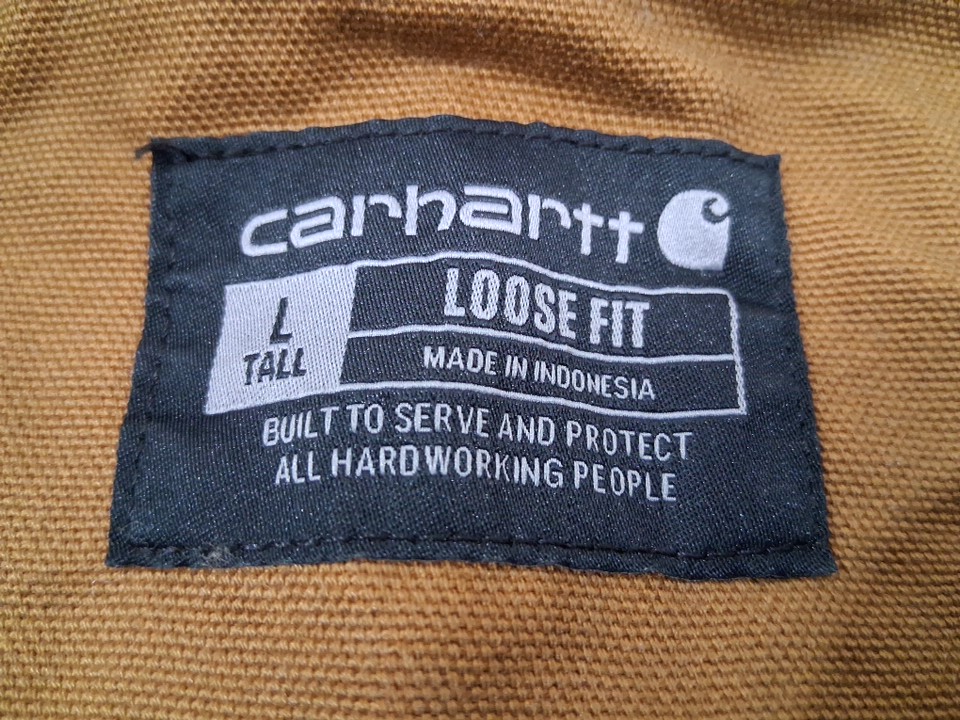 carhartt
L
TALL
LOOSE FIT
MADE IN INDONESIA
BUILT TO SERVE AND PROTECT
ALL HARDWORKING PEOPLE